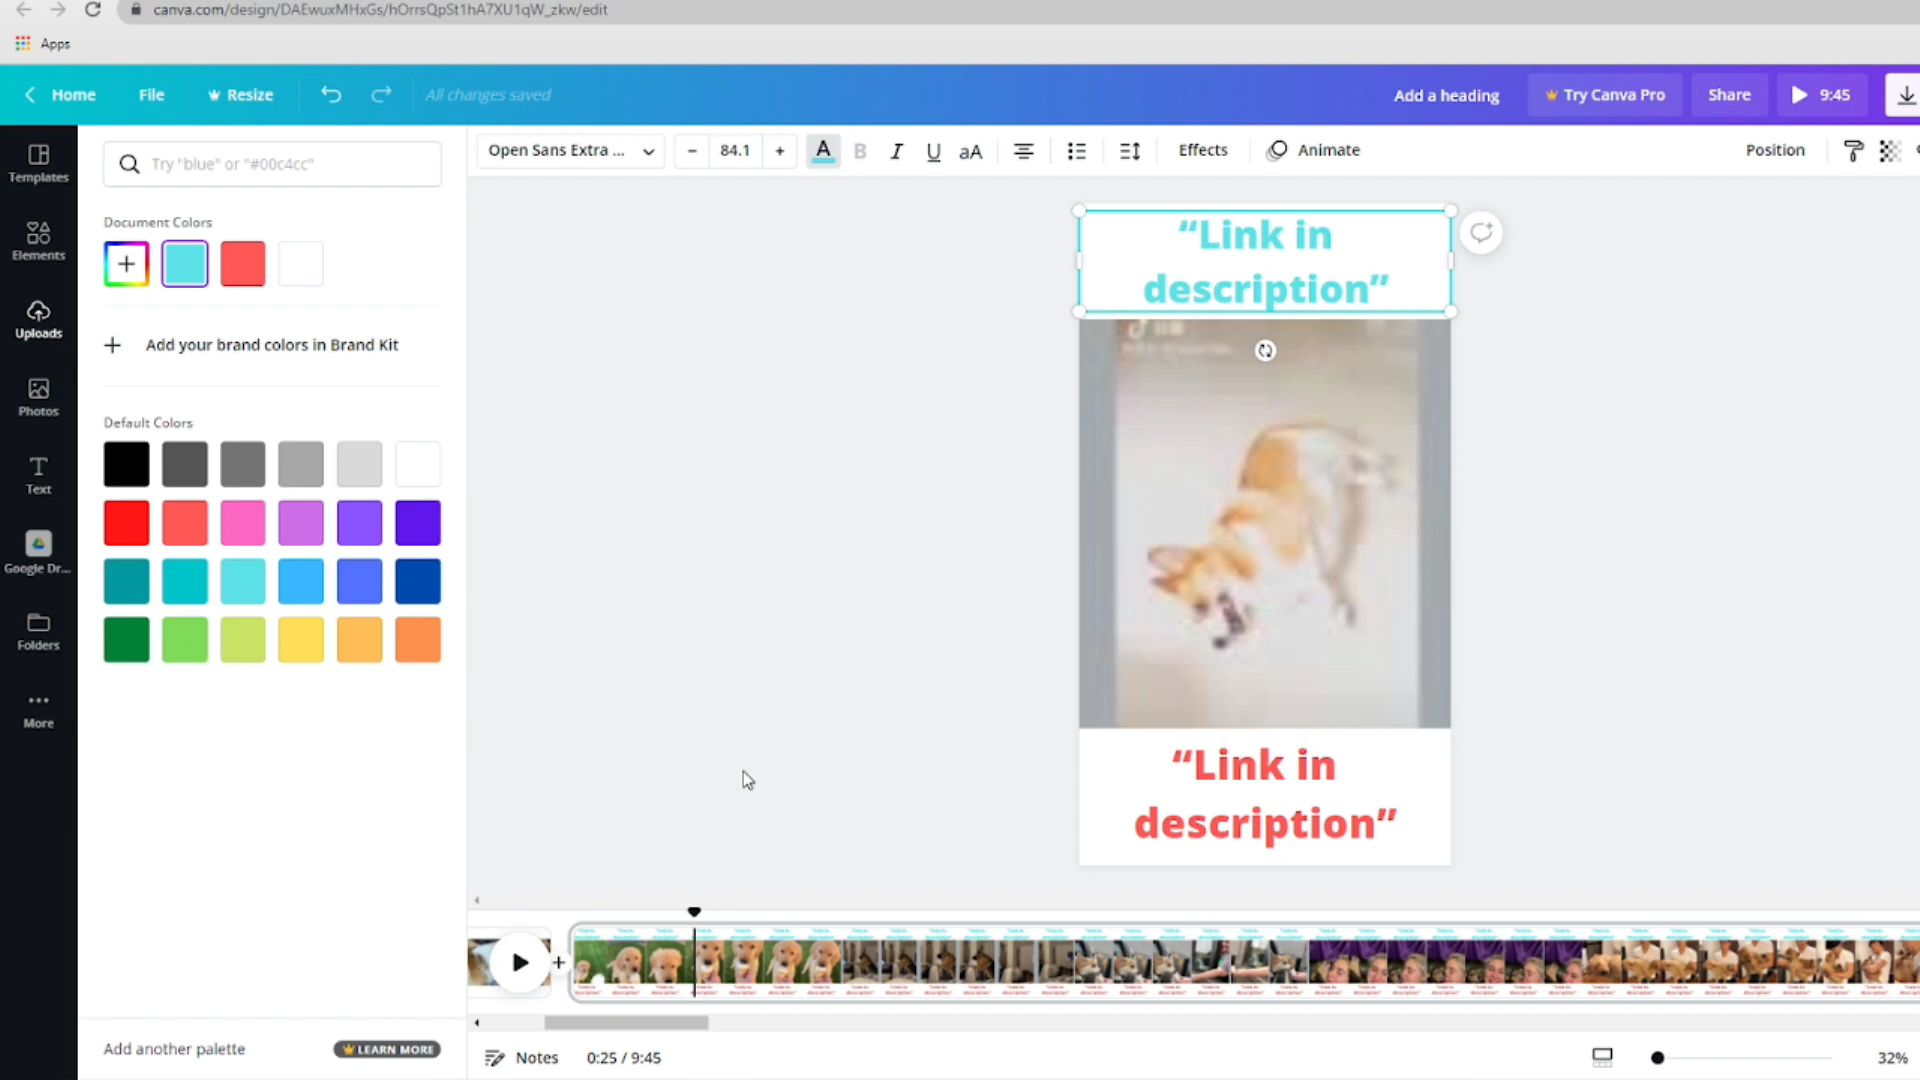 canva.com/design/DAEwuxMHxGs/hOrrsQpSt1hA7XU1qW_zkw/edit
Apps
Home
File
Resize
All changes saved
Add a heading
Try Canva Pro
Share
9:45
Templates
Elements
Uploads
Photos
Text
Google Dr...
Folders
More
Try "blue" or "#00c4cc"
Document Colors
Add your brand colors in Brand Kit
Default Colors
Add another palette
LEARN MORE
Open Sans Extra ...
84.1
A
B
I
U
aA
Effects
Animate
Position
“Link in
description”
“Link in
description”
Notes
0:25 / 9:45
32%